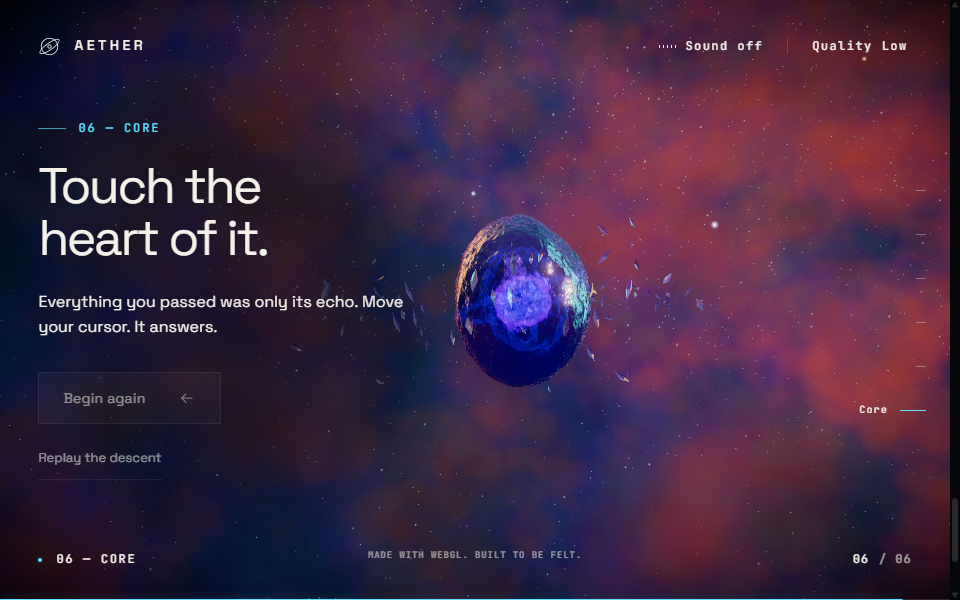 AETHER
Sound off
Quality Low
06 — CORE
Touch the
heart of it.
Everything you passed was only its echo. Move
your cursor. It answers.
Begin again
Replay the descent
Core
06 — CORE
MADE WITH WEBGL. BUILT TO BE FELT.
06 / 06